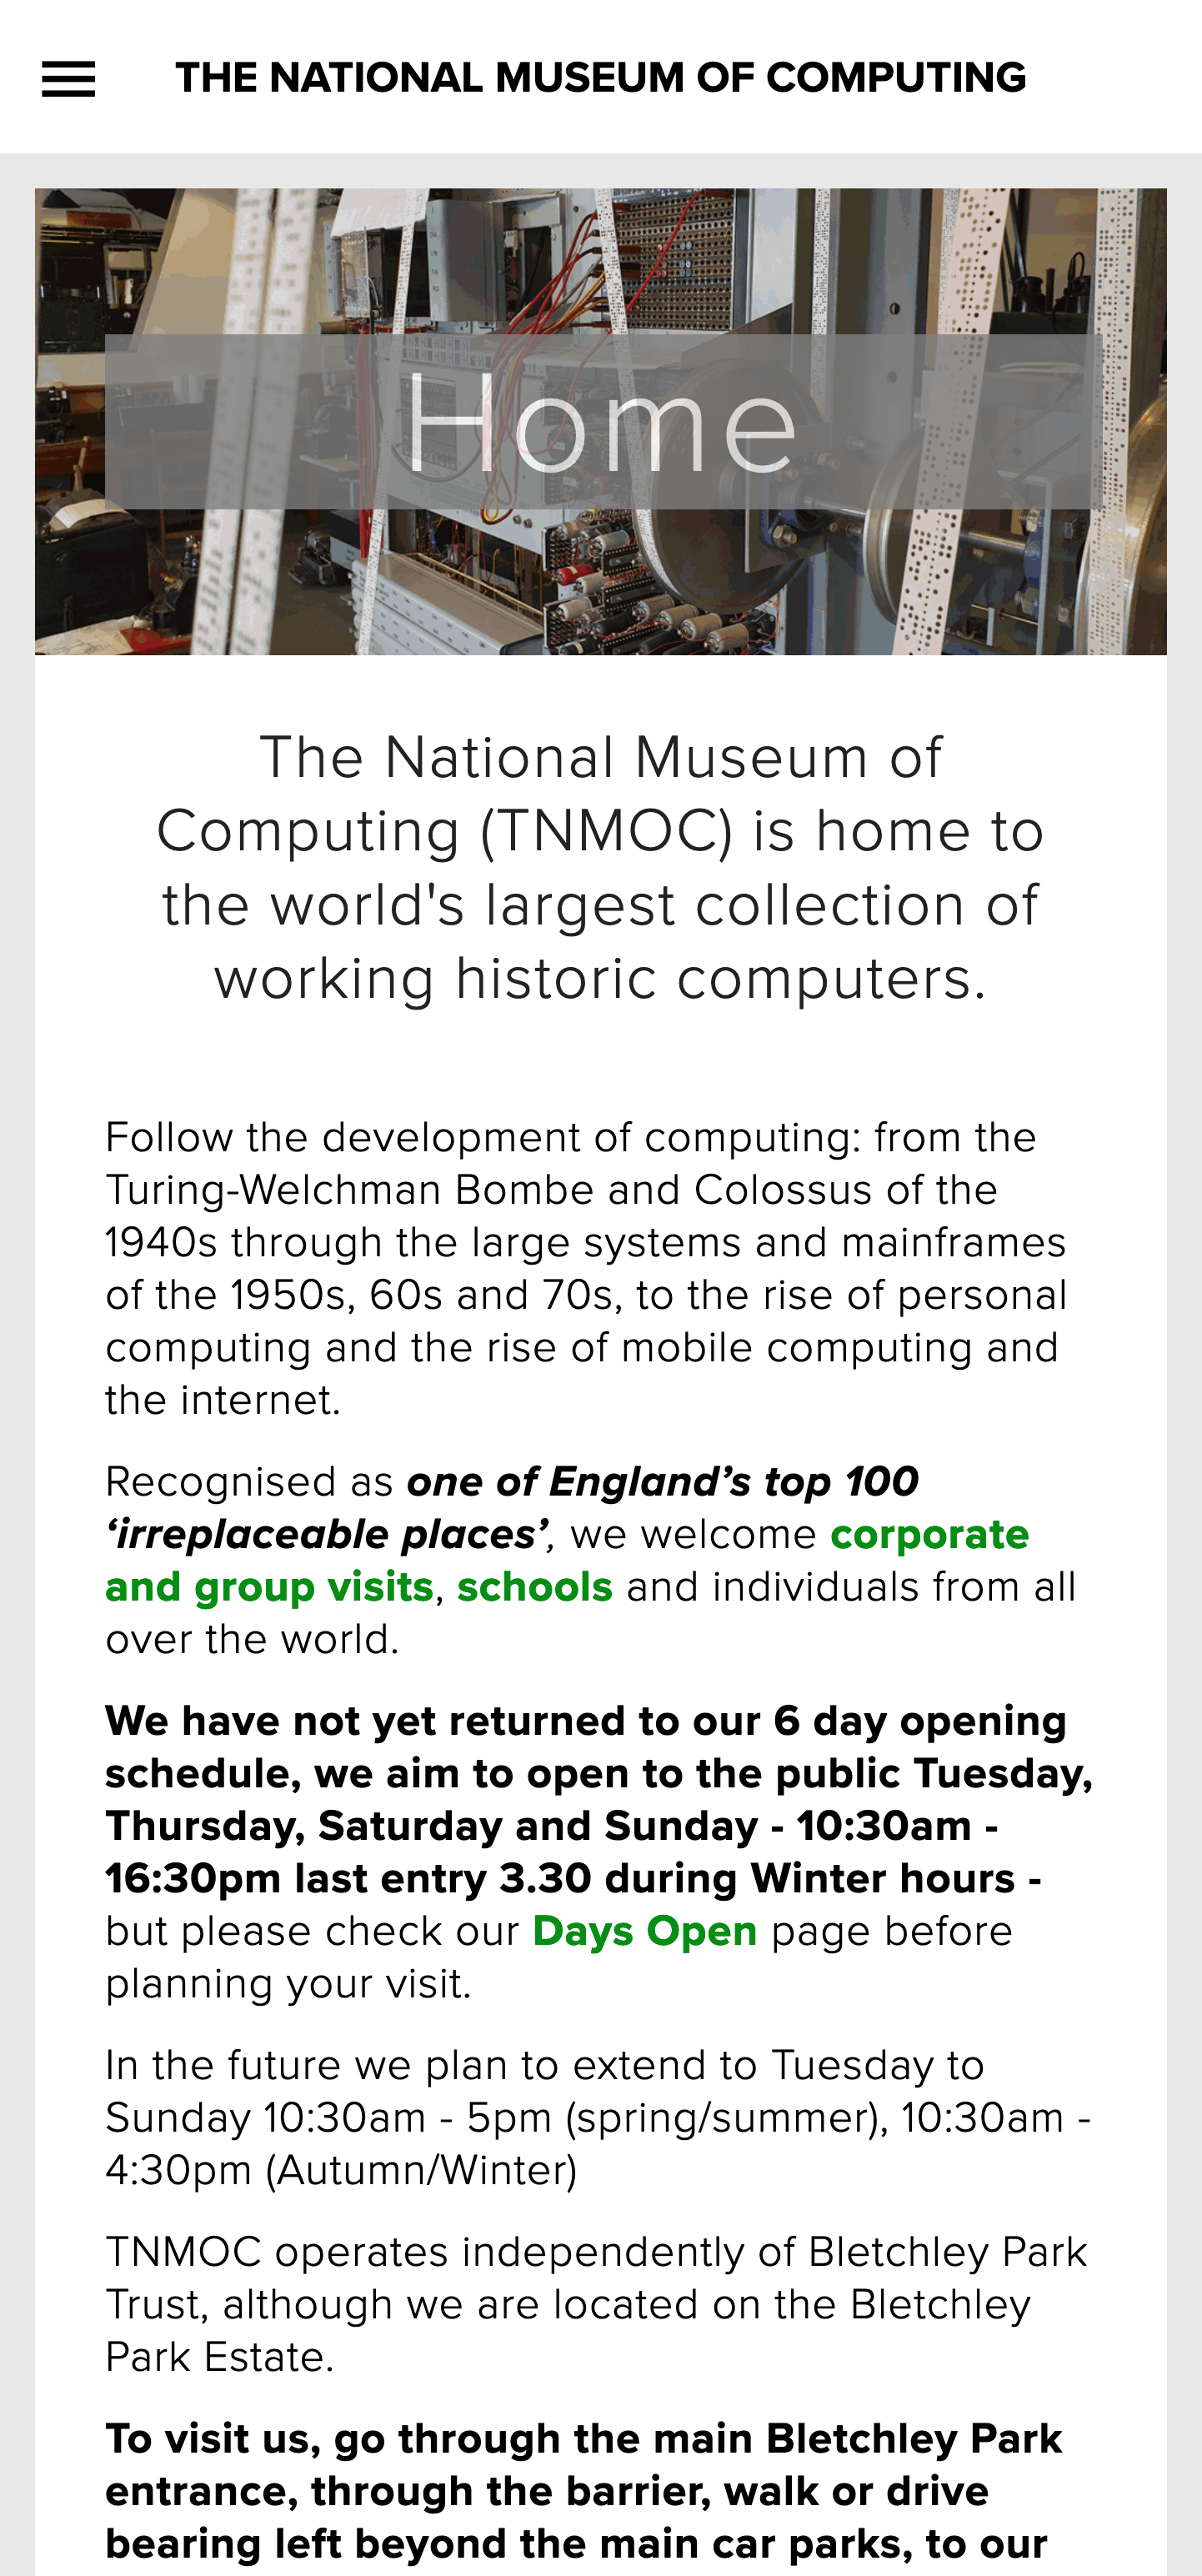 THE NATIONAL MUSEUM OF COMPUTING
Home
The National Museum of
Computing (TNMOC) is home to
the world's largest collection of
working historic computers.
Follow the development of computing: from the
Turing-Welchman Bombe and Colossus of the
1940s through the large systems and mainframes
of the 1950s, 60s and 70s, to the rise of personal
computing and the rise of mobile computing and
the internet.
Recognised as one of England’s top 100
‘irreplaceable places’, we welcome corporate
and group visits, schools and individuals from all
over the world.
We have not yet returned to our 6 day opening
schedule, we aim to open to the public Tuesday,
Thursday, Saturday and Sunday - 10:30am -
16:30pm last entry 3.30 during Winter hours -
but please check our Days Open page before
planning your visit.
In the future we plan to extend to Tuesday to
Sunday 10:30am - 5pm (spring/summer), 10:30am -
4:30pm (Autumn/Winter)
TNMOC operates independently of Bletchley Park
Trust, although we are located on the Bletchley
Park Estate.
To visit us, go through the main Bletchley Park
entrance, through the barrier, walk or drive
bearing left beyond the main car parks, to our